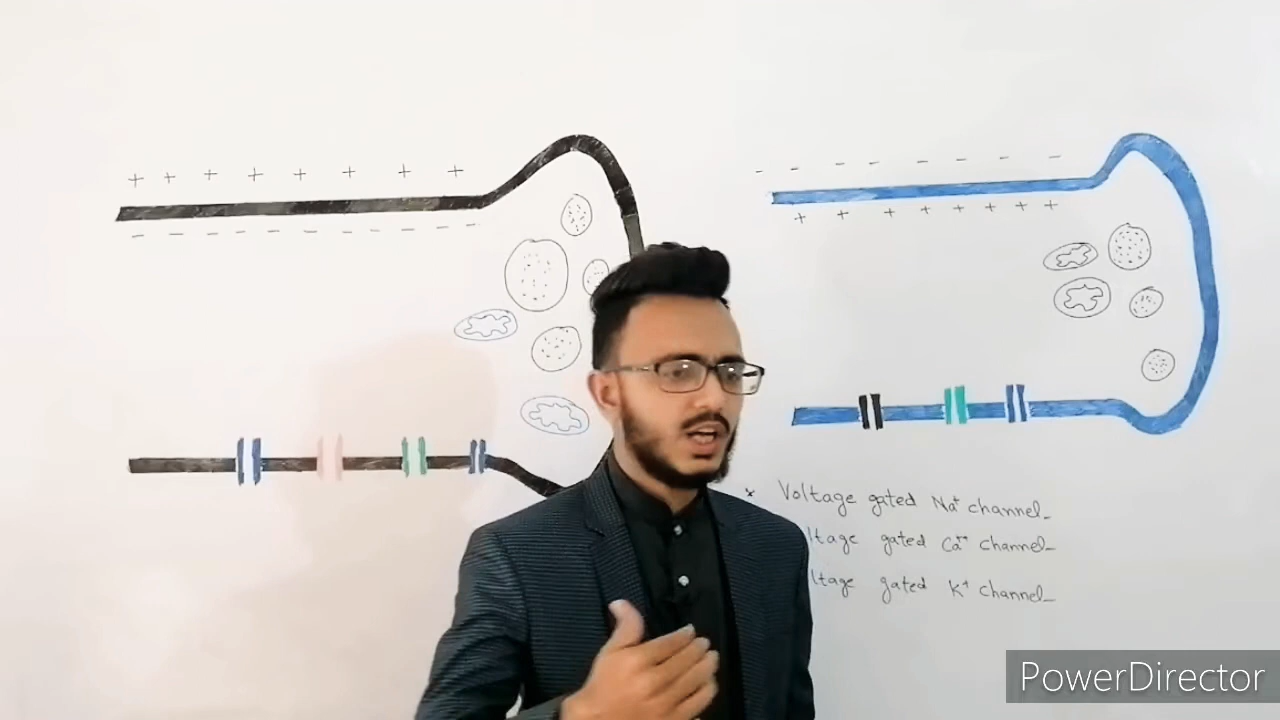 + + + + + + + +
- - - - - - - - -
- - - - - - -
+ + + + + + + +
* Voltage gated Na⁺ channel-
ltage gated Ca⁺⁺ channel-
ltage gated K⁺ channel-
PowerDirector